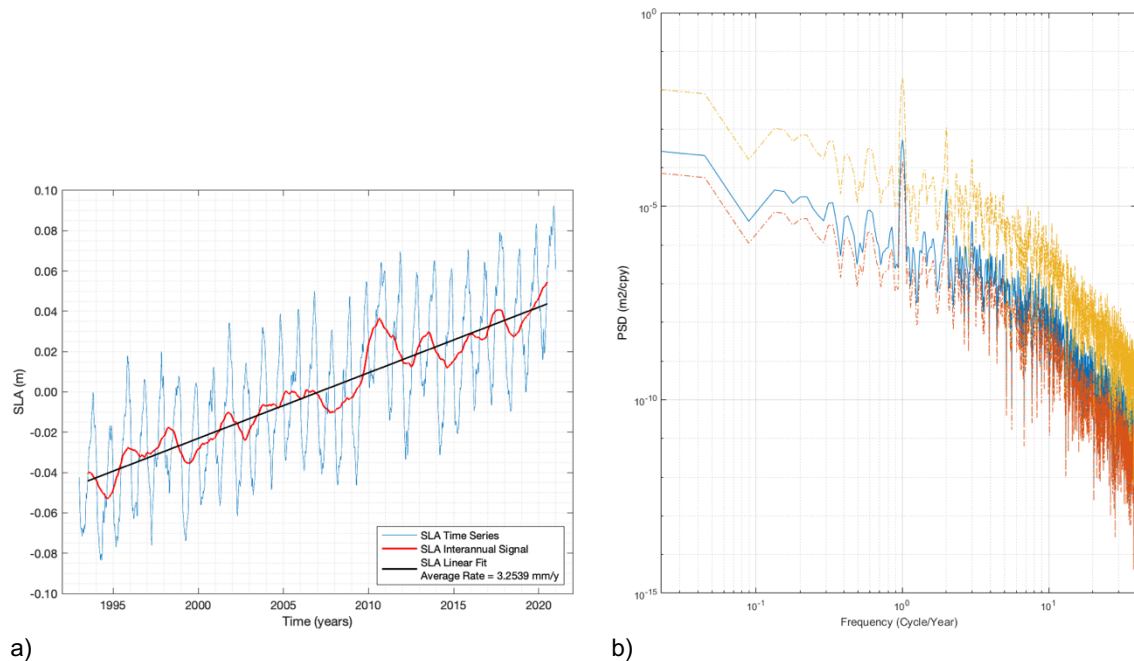 0.10
0.08
0.06
0.04
0.02
0.00
-0.02
-0.04
-0.06
-0.08
-0.10
SLA (m)
1995
2000
2005
2010
2015
2020
Time (years)
SLA Time Series
SLA Interannual Signal
SLA Linear Fit
Average Rate = 3.2539 mm/y
a)
10^0
10^-5
10^-10
10^-15
PSD (m2/cpy)
10^-1
10^0
10^1
Frequency (Cycle/Year)
b)